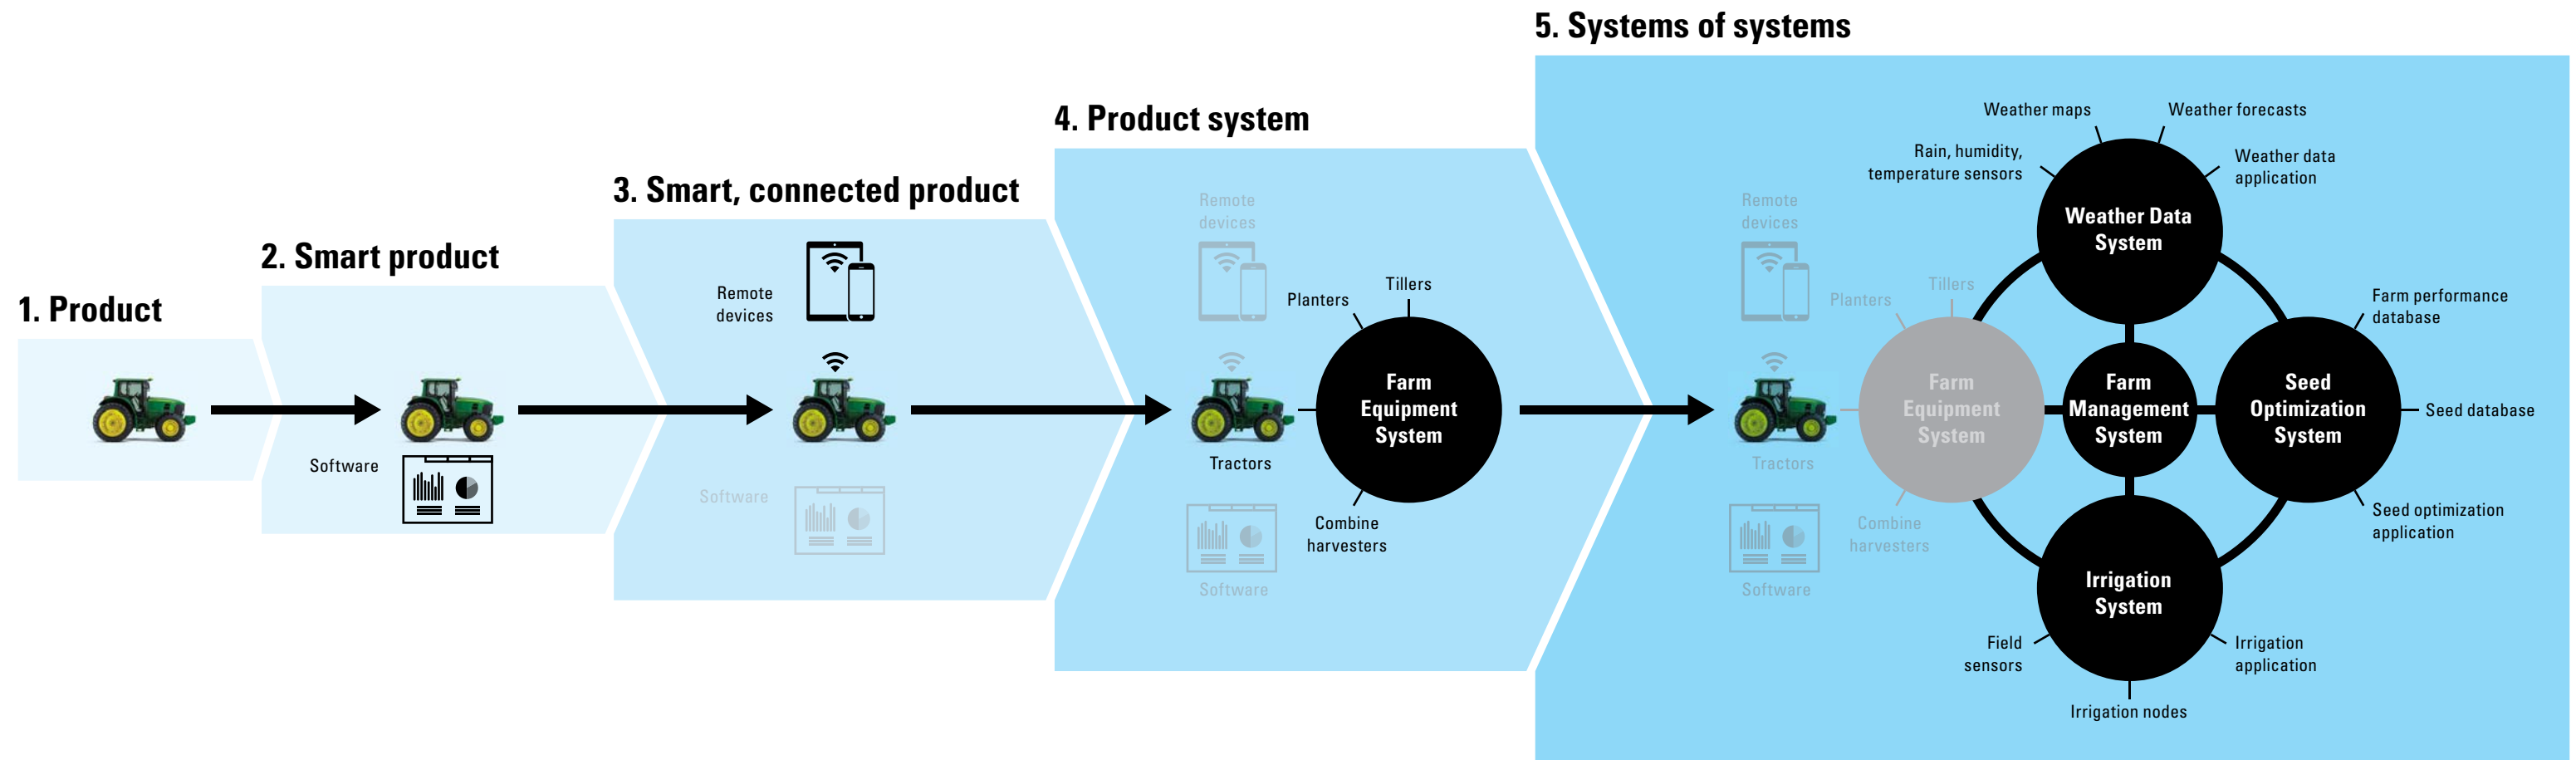 1. Product
2. Smart product
Software
3. Smart, connected product
Remote
devices
Software
4. Product system
Remote
devices
Tillers
Planters
Farm
Equipment
System
Tractors
Combine
harvesters
Software
5. Systems of systems
Remote
devices
Tillers
Planters
Farm
Equipment
System
Tractors
Combine
harvesters
Software
Weather maps
Weather forecasts
Rain, humidity,
temperature sensors
Weather data
application
Weather Data
System
Farm
Management
System
Farm performance
database
Seed
Optimization
System
Seed database
Seed optimization
application
Irrigation
System
Field
sensors
Irrigation
application
Irrigation nodes